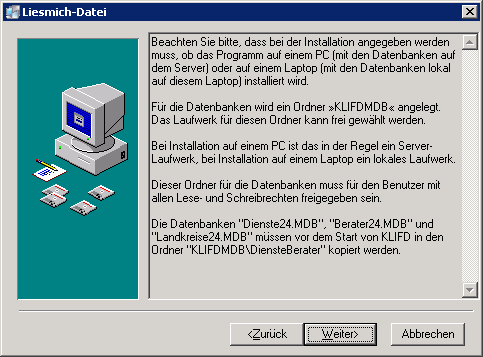 Liesmich-Datei
Beachten Sie bitte, dass bei der Installation angegeben werden
muss, ob das Programm auf einem PC (mit den Datenbanken auf
dem Server) oder auf einem Laptop (mit den Datenbanken lokal
auf diesem Laptop) installiert wird.
Für die Datenbanken wird ein Ordner »KLIFDMDB« angelegt.
Das Laufwerk für diesen Ordner kann frei gewählt werden.
Bei Installation auf einem PC ist das in der Regel ein Server-
Laufwerk, bei Installation auf einem Laptop ein lokales Laufwerk.
Dieser Ordner für die Datenbanken muss für den Benutzer mit
allen Lese- und Schreibrechten freigegeben sein.
Die Datenbanken "Dienste24.MDB", "Berater24.MDB" und
"Landkreise24.MDB" müssen vor dem Start von KLIFD in den
Ordner "KLIFDMDB\DiensteBerater" kopiert werden.
<Zurück Weiter> Abbrechen